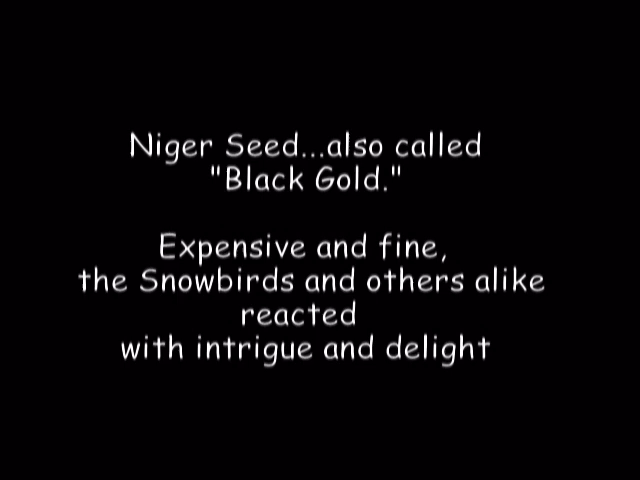 Niger Seed...also called
"Black Gold."
Expensive and fine,
the Snowbirds and others alike
reacted
with intrigue and delight